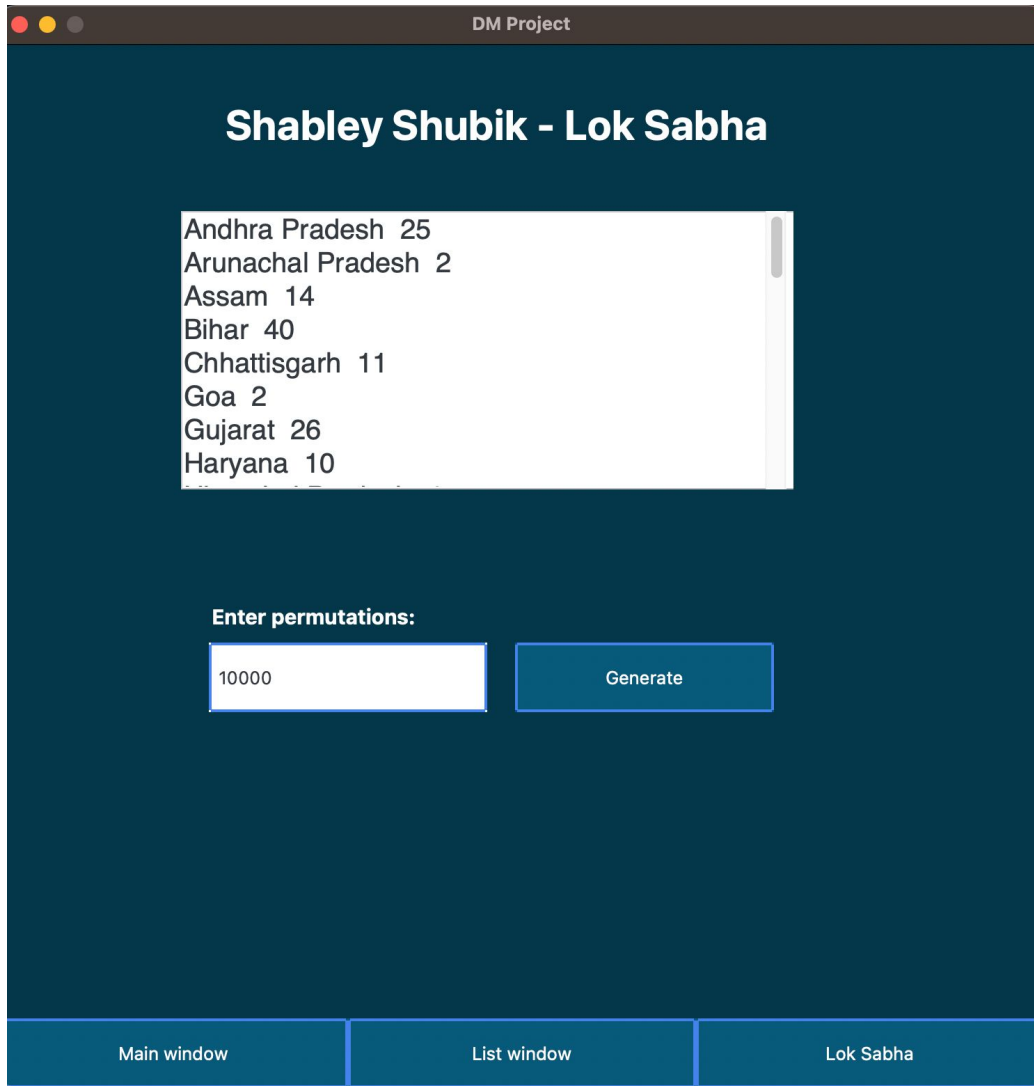 DM Project
Shabley Shubik - Lok Sabha
Andhra Pradesh 25
Arunachal Pradesh 2
Assam 14
Bihar 40
Chhattisgarh 11
Goa 2
Gujarat 26
Haryana 10
Enter permutations:
10000
Generate
Main window
List window
Lok Sabha